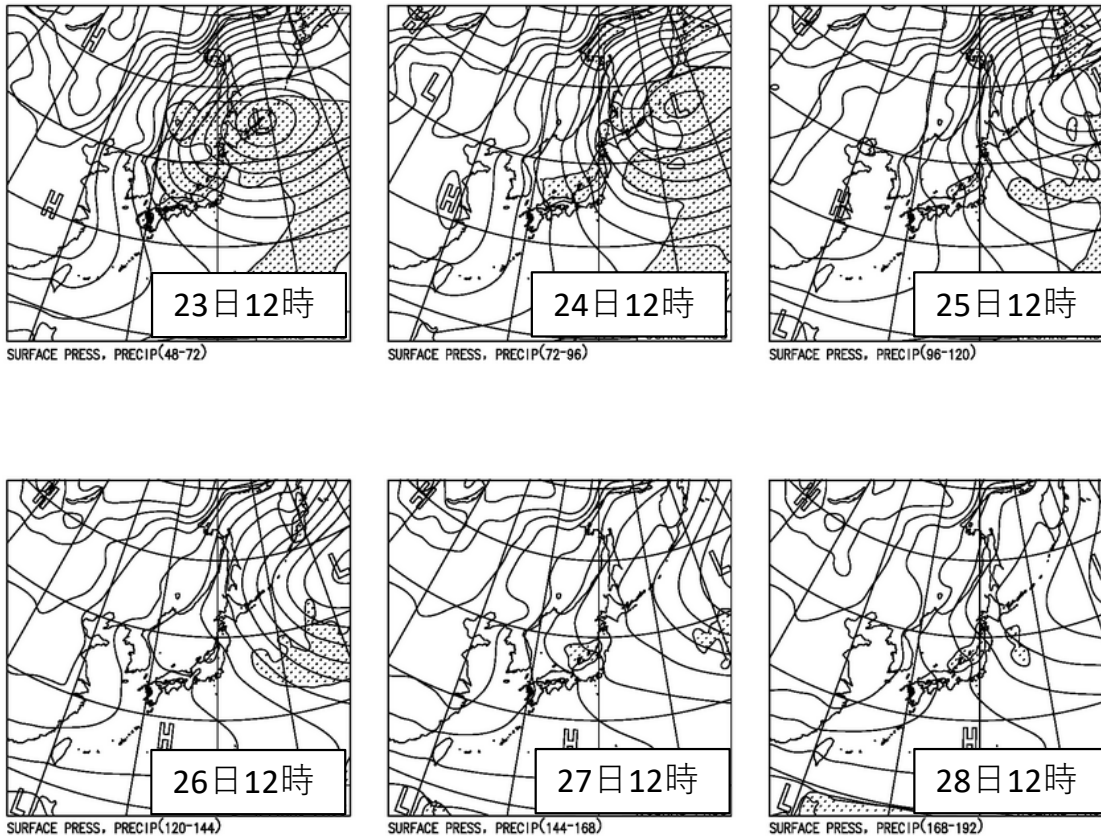 H
L
23日12時
SURFACE PRESS, PRECIP(48-72)
H
L
L
H
24日12時
SURFACE PRESS, PRECIP(72-96)
H
H
L
25日12時
SURFACE PRESS, PRECIP(96-120)
H
L
H
L
26日12時
SURFACE PRESS, PRECIP(120-144)
H
L
H
L
27日12時
SURFACE PRESS, PRECIP(144-168)
H
H
L
28日12時
SURFACE PRESS, PRECIP(168-192)